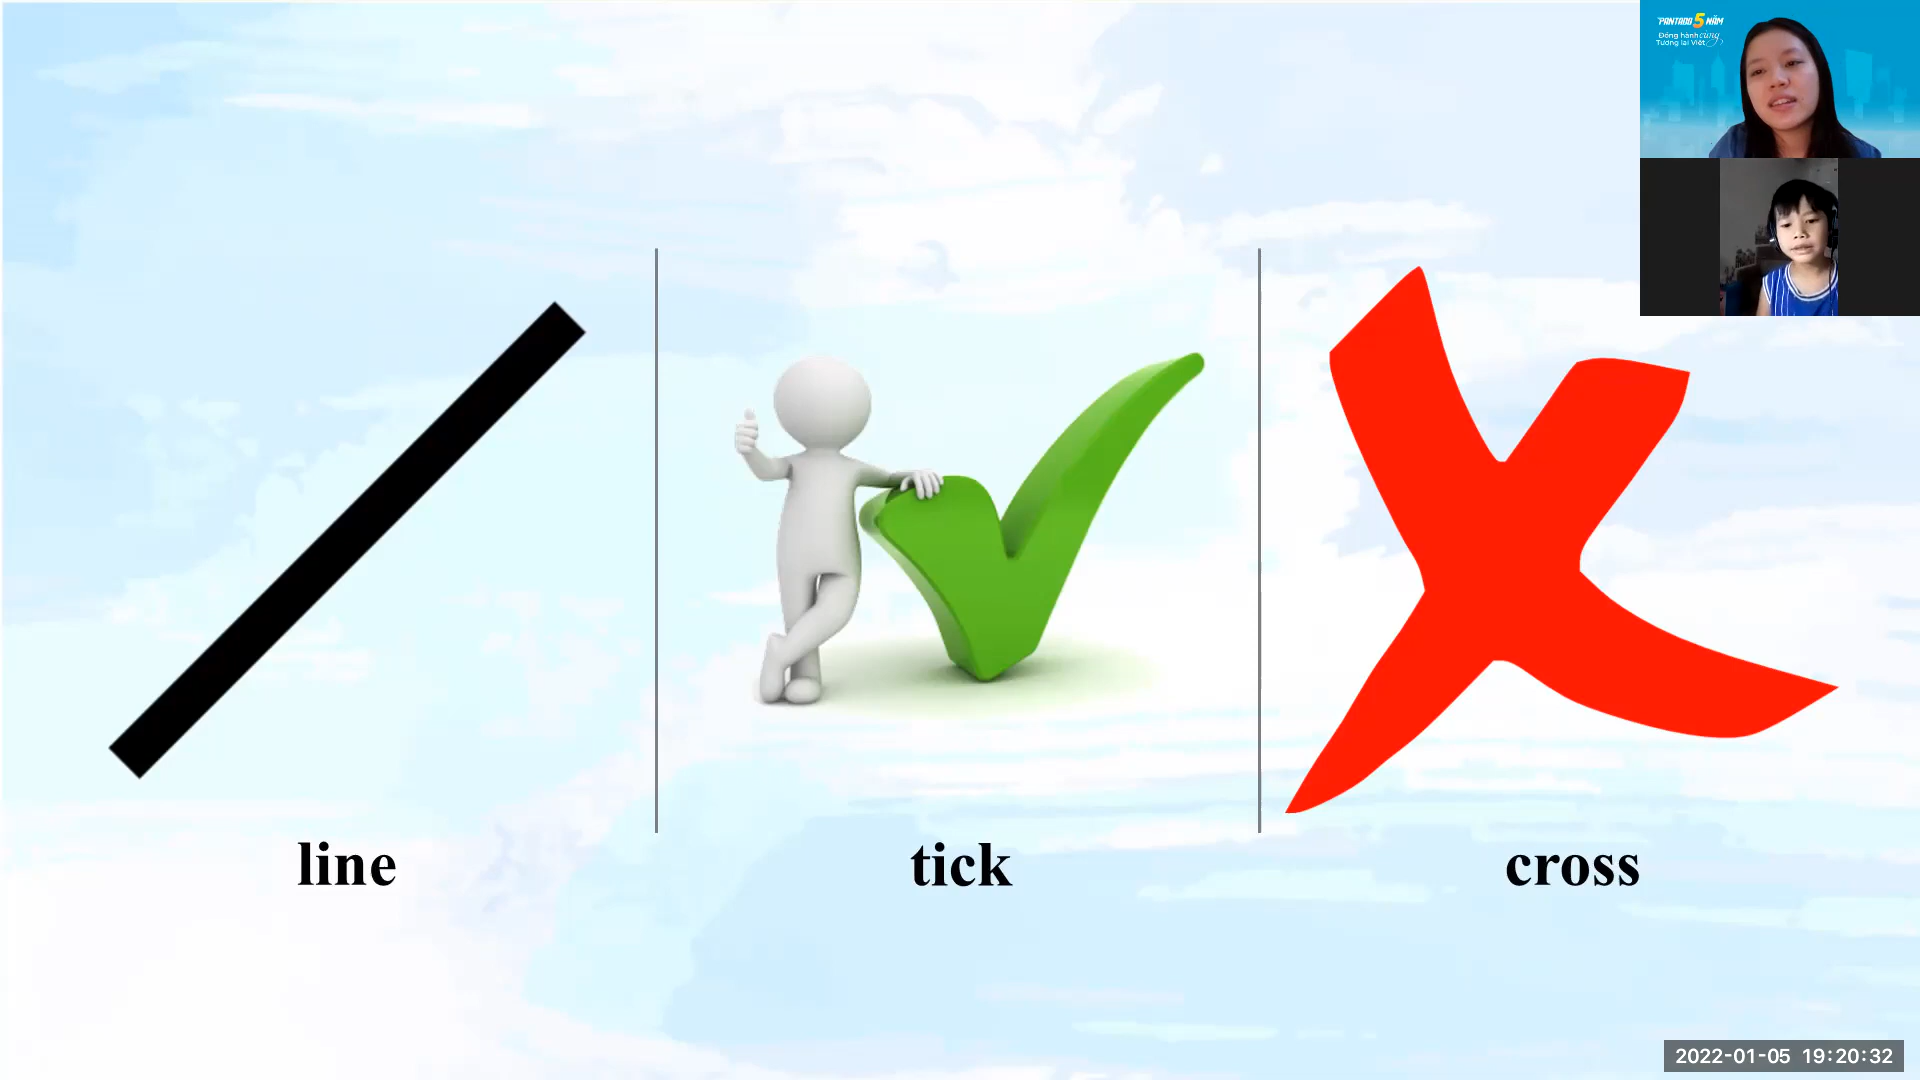 PANTADO 5 NĂM
Đồng hành cùng
Tương lai Việt
line
tick
cross
2022-01-05 19:20:32